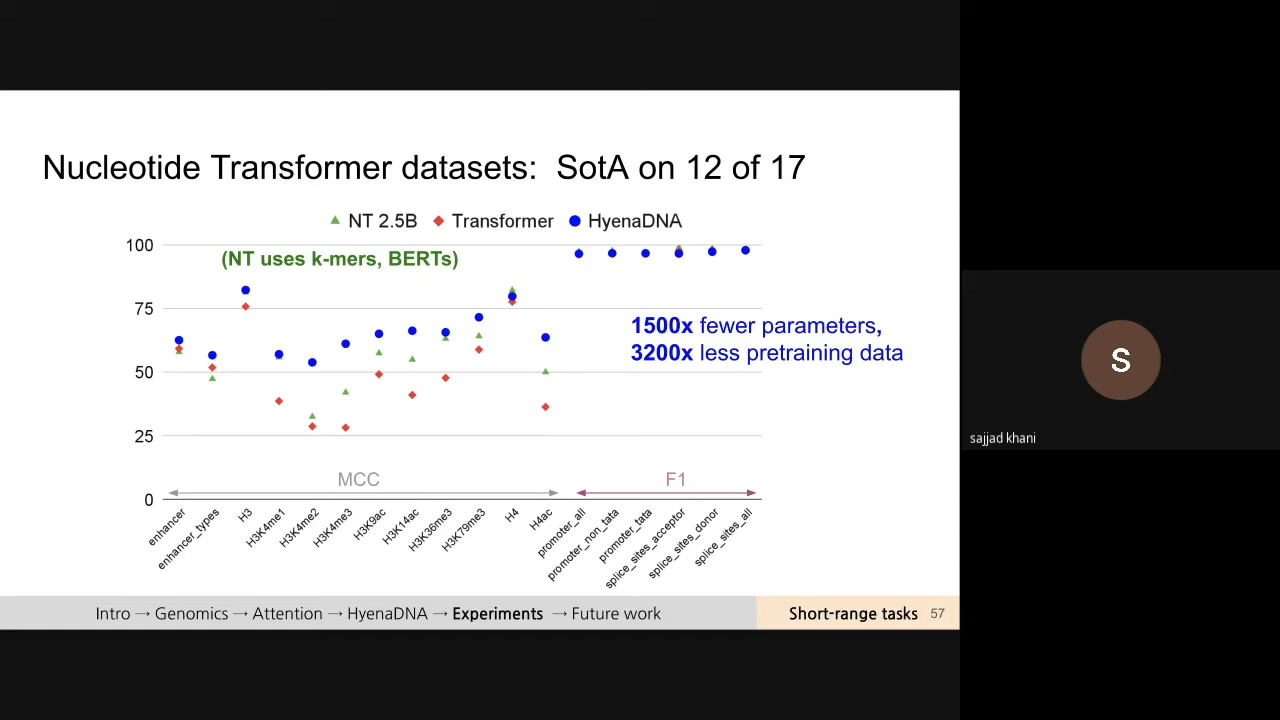 Nucleotide Transformer datasets: SotA on 12 of 17
NT 2.5B Transformer HyenaDNA
100
(NT uses k-mers, BERTs)
75
1500x fewer parameters,
3200x less pretraining data
50
25
MCC F1
0
enhancer
enhancer_types
H3
H3K4me1
H3K4me2
H3K4me3
H3K9ac
H3K14ac
H3K36me3
H3K79me3
H4
H4ac
promoter_all
promoter_non_tata
promoter_tata
splice_sites_acceptor
splice_sites_donor
splice_sites_all
Intro → Genomics → Attention → HyenaDNA → Experiments → Future work
Short-range tasks 57
S
sajjad khani